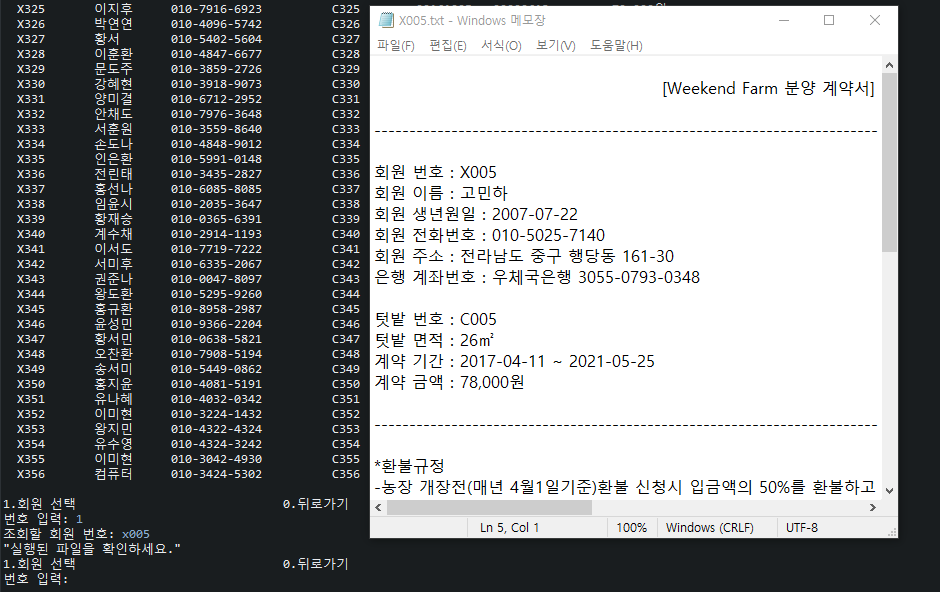 X325 이지후 010-7916-6923 C325
X326 박연연 010-4096-5742 C326
X327 황서 010-5402-5604 C327
X328 이훈환 010-4847-6677 C328
X329 문도주 010-3859-2726 C329
X330 강혜현 010-3918-9073 C330
X331 양미결 010-6712-2952 C331
X332 안채도 010-7976-3648 C332
X333 서훈원 010-3559-8640 C333
X334 손도나 010-4848-9012 C334
X335 인은환 010-5991-0148 C335
X336 전린태 010-3435-2827 C336
X337 홍선나 010-6085-8085 C337
X338 임윤시 010-2035-3647 C338
X339 황재승 010-0365-6391 C339
X340 계수채 010-2914-1193 C340
X341 이서도 010-7719-7222 C341
X342 서미후 010-6335-2067 C342
X343 권준나 010-0047-8097 C343
X344 왕도환 010-5295-9260 C344
X345 홍규환 010-8958-2987 C345
X346 윤성민 010-9366-2204 C346
X347 황서민 010-0638-5821 C347
X348 오찬환 010-7908-5194 C348
X349 송서미 010-5449-0862 C349
X350 홍지윤 010-4081-5191 C350
X351 유나혜 010-4032-0342 C351
X352 이미현 010-3224-1432 C352
X353 왕지민 010-4322-4324 C353
X354 유수영 010-4324-3242 C354
X355 이미현 010-3042-4930 C355
X356 컴퓨터 010-3424-5302 C356
1.회원 선택 0.뒤로가기
번호 입력: 1
조회할 회원 번호: x005
"실행된 파일을 확인하세요."
1.회원 선택 0.뒤로가기
번호 입력:
X005.txt - Windows 메모장
파일(F) 편집(E) 서식(O) 보기(V) 도움말(H)
[Weekend Farm 분양 계약서]
회원 번호 : X005
회원 이름 : 고민하
회원 생년원일 : 2007-07-22
회원 전화번호 : 010-5025-7140
회원 주소 : 전라남도 중구 행당동 161-30
은행 계좌번호 : 우체국은행 3055-0793-0348
텃밭 번호 : C005
텃밭 면적 : 26㎡
계약 기간 : 2017-04-11 ~ 2021-05-25
계약 금액 : 78,000원
*환불규정
-농장 개장전(매년 4월1일기준)환불 신청시 입금액의 50%를 환불하고
Ln 5, Col 1 100% Windows (CRLF) UTF-8